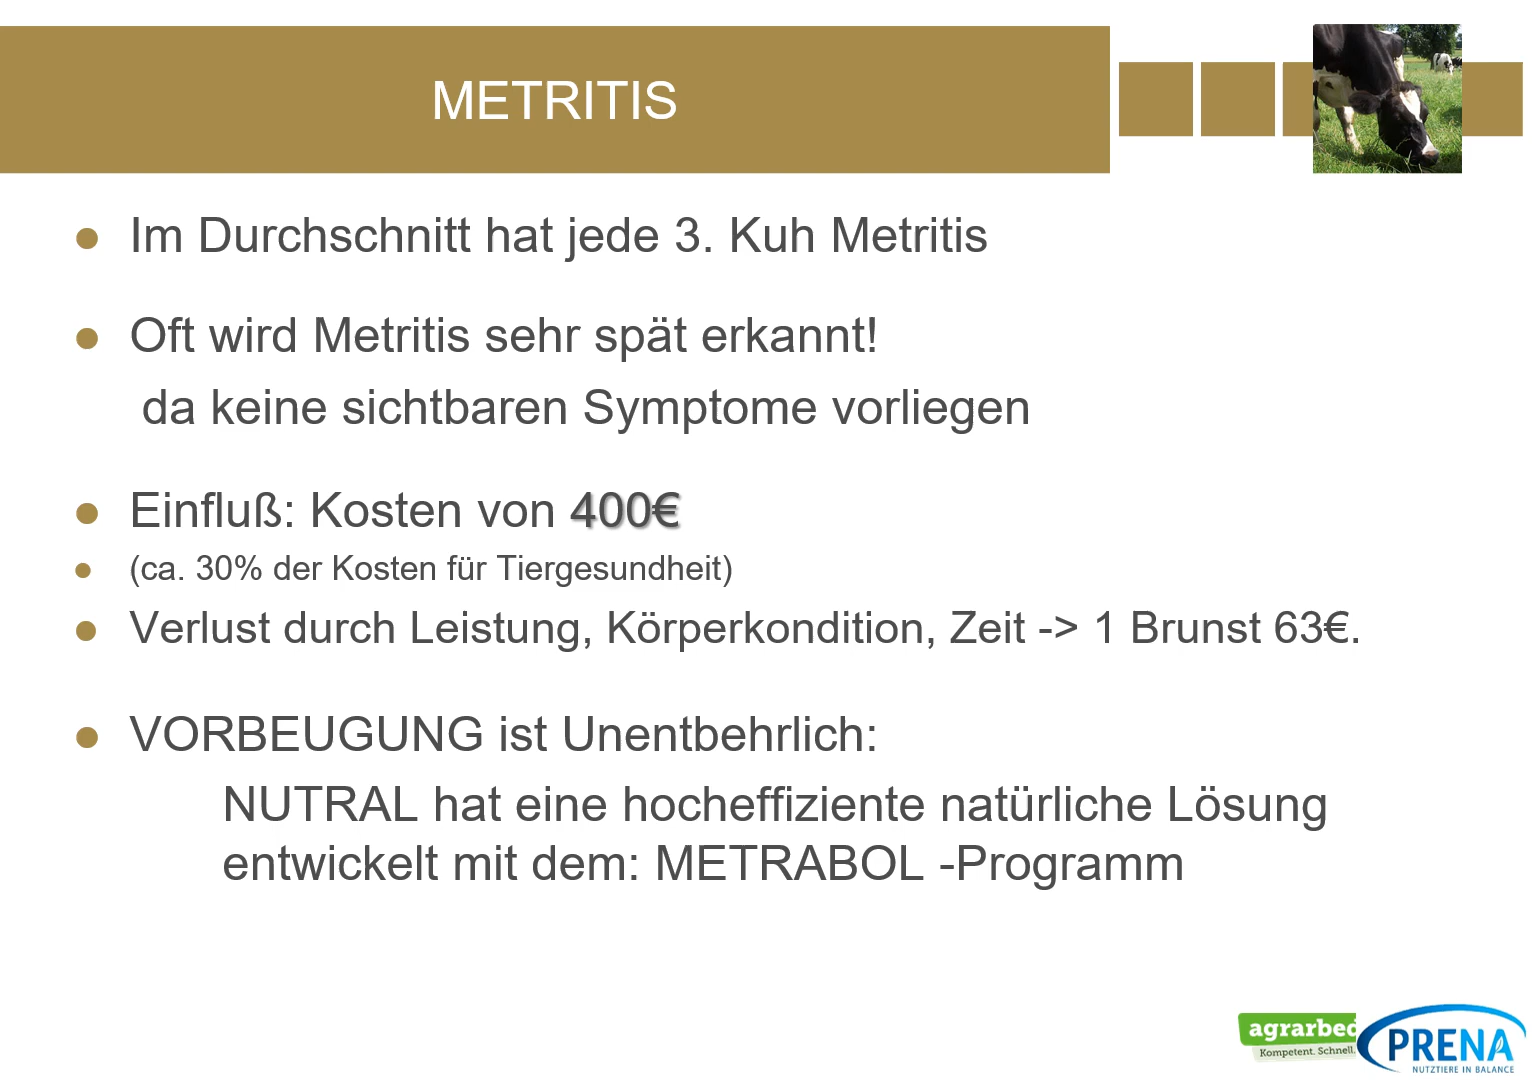 METRITIS
Im Durchschnitt hat jede 3. Kuh Metritis
Oft wird Metritis sehr spät erkannt!
da keine sichtbaren Symptome vorliegen
Einfluß: Kosten von 400€
(ca. 30% der Kosten für Tiergesundheit)
Verlust durch Leistung, Körperkondition, Zeit -> 1 Brunst 63€.
VORBEUGUNG ist Unentbehrlich:
NUTRAL hat eine hocheffiziente natürliche Lösung
entwickelt mit dem: METRABOL -Programm
agrarbed
Kompetent. Schnell.
PRENA
NUTZTIERE IN BALANCE